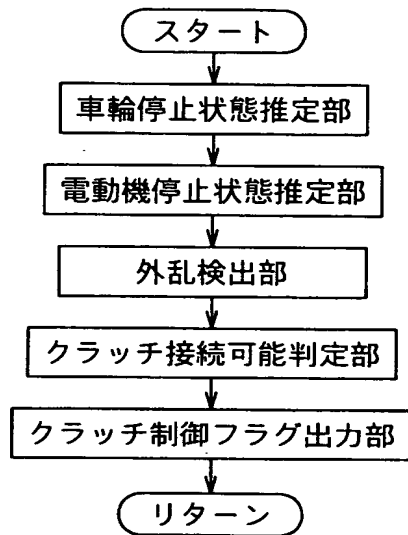 スタート
車輪停止状態推定部
電動機停止状態推定部
外乱検出部
クラッチ接続可能判定部
クラッチ制御フラグ出力部
リターン